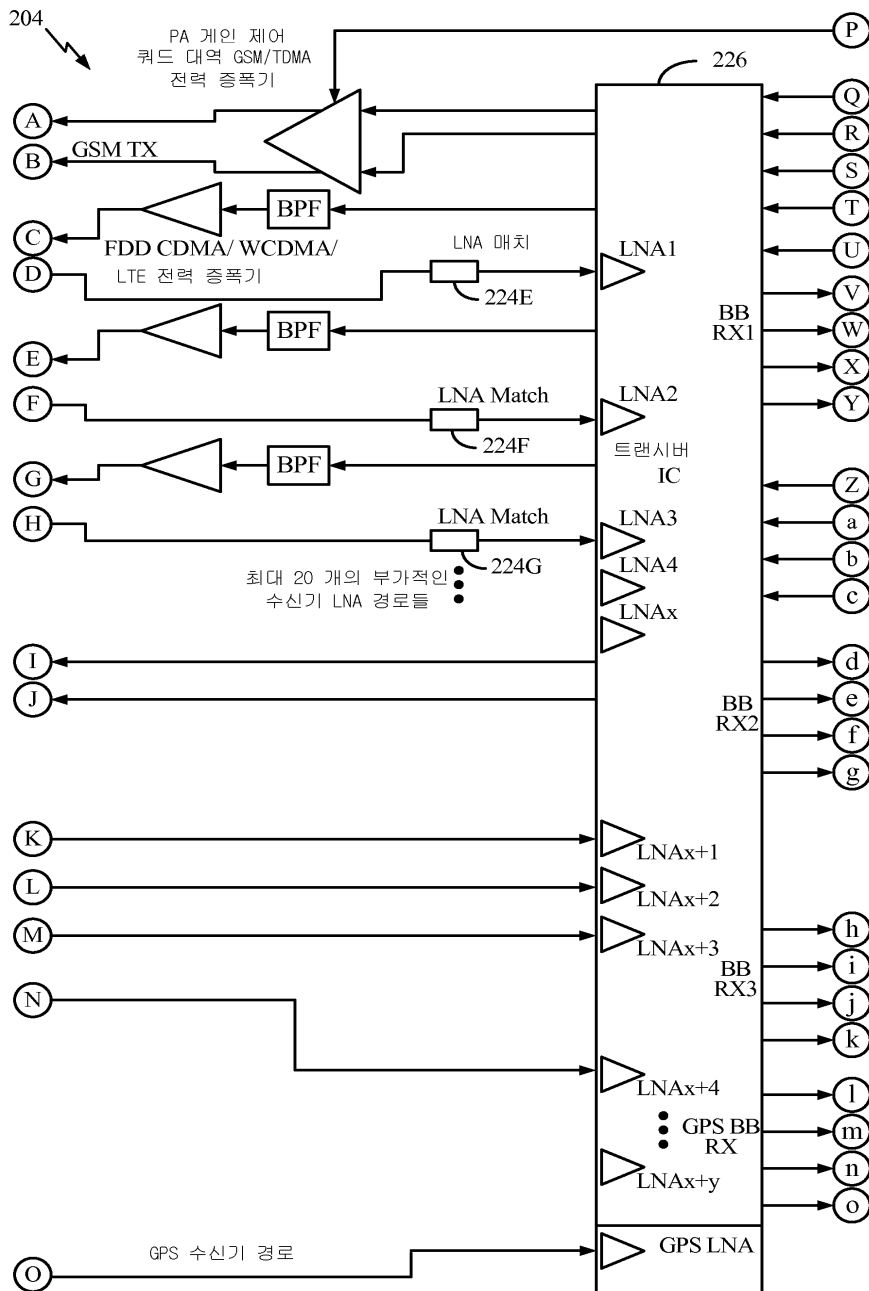 204
PA 게인 제어
쿼드 대역 GSM/TDMA
전력 증폭기
P
226
A
Q
B
GSM TX
R
S
BPF
T
C
FDD CDMA/ WCDMA/
LTE 전력 증폭기
LNA 매치
LNA1
U
D
224E
V
BPF
BB
RX1
W
E
X
F
LNA Match
LNA2
Y
224F
트랜시버
IC
G
BPF
Z
H
LNA Match
LNA3
a
224G
b
최대 20 개의 부가적인
수신기 LNA 경로들
LNA4
c
LNAx
I
d
J
BB
RX2
e
f
g
K
LNAx+1
L
LNAx+2
M
LNAx+3
h
BB
RX3
i
N
j
k
LNAx+4
l
GPS BB
RX
m
LNAx+y
n
o
GPS 수신기 경로
GPS LNA
O